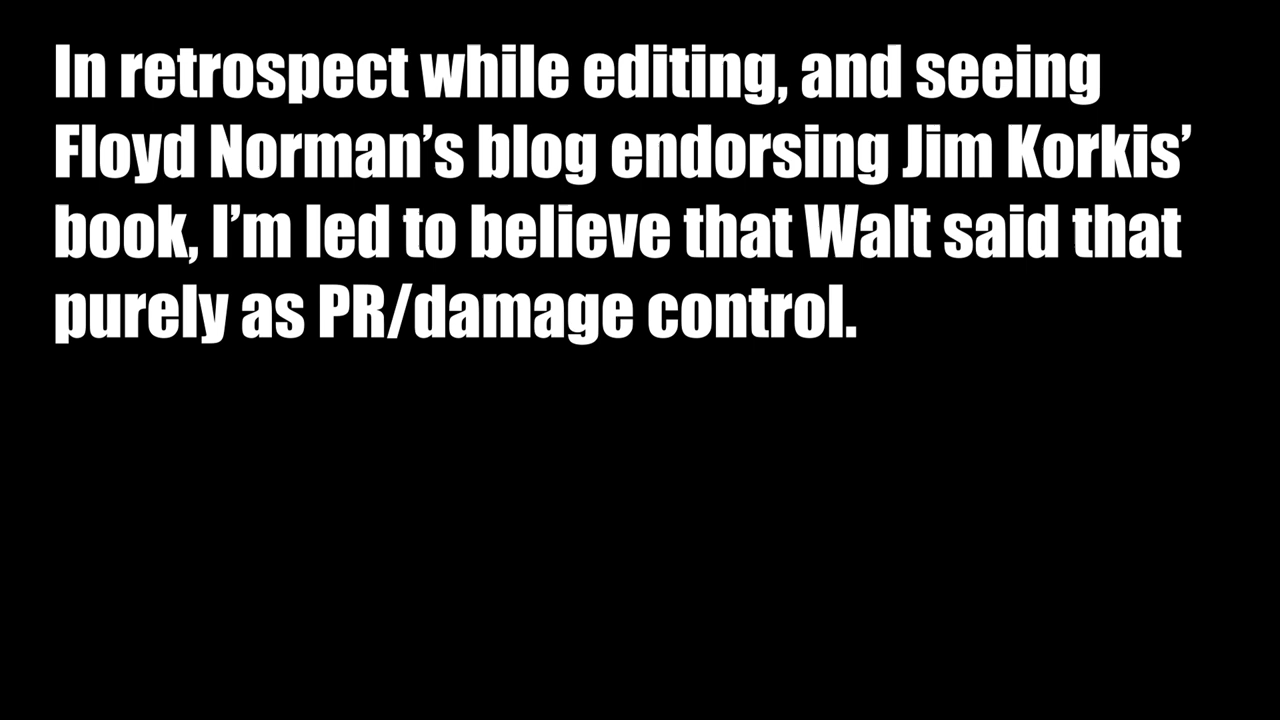 In retrospect while editing, and seeing
Floyd Norman’s blog endorsing Jim Korkis’
book, I’m led to believe that Walt said that
purely as PR/damage control.